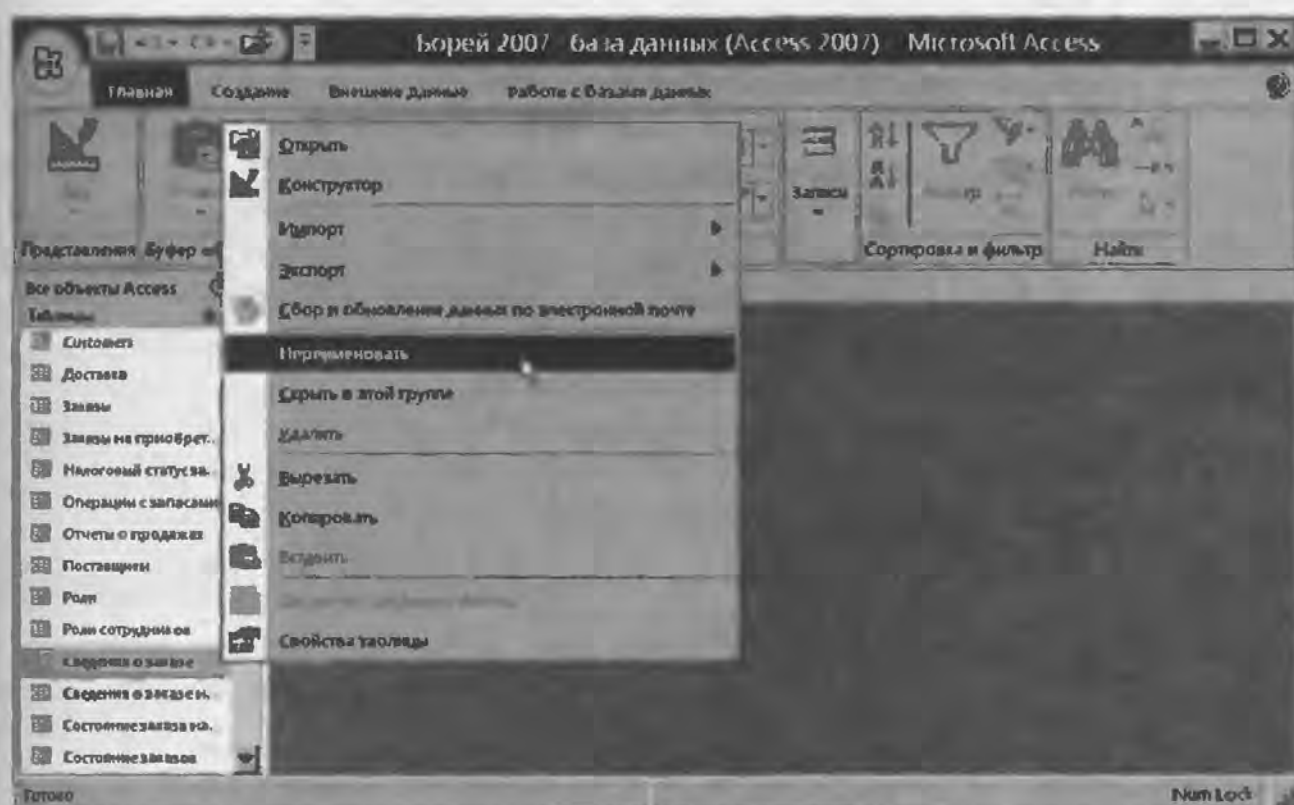 Борей 2007 база данных (Access 2007) Microsoft Access
Главная Создание Внешние данные Работа с базами данных
Открыть
Конструктор
Импорт
Экспорт
Сбор и обновление данных по электронной почте
Переименовать
Скрыть в этой группе
Удалить
Вырезать
Копировать
Вставить
Свойства таблицы
Записи
Представления Буфер
Сортировка и фильтр
Найти
Все объекты Access
Таблицы
Customers
Доставка
Заказы
Заказы на приобрет...
Налоговый статус за...
Операции с запасами
Отчеты о продажах
Поставщики
Роли
Роли сотрудников
Сведения о заказе
Сведения о заказе н...
Состояние заказа на...
Состояние заказов
Готово
Num Lock